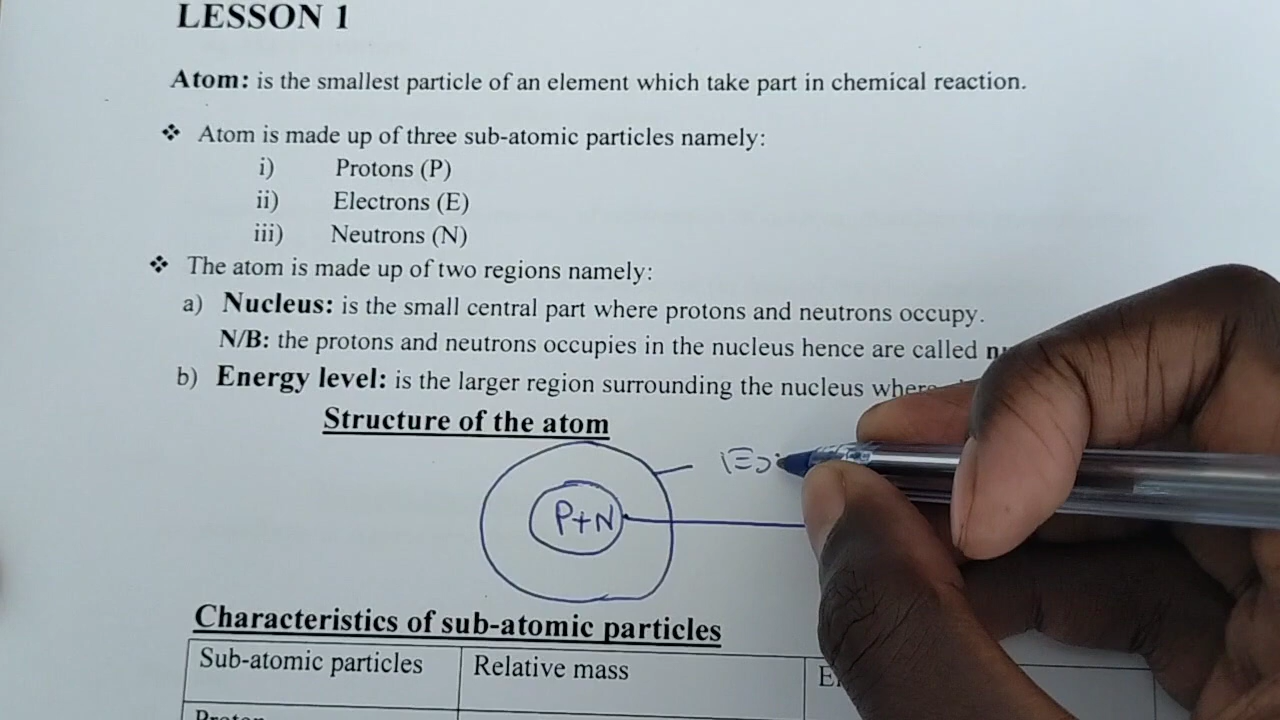 LESSON 1
Atom: is the smallest particle of an element which take part in chemical reaction.
❖ Atom is made up of three sub-atomic particles namely:
i) Protons (P)
ii) Electrons (E)
iii) Neutrons (N)
❖ The atom is made up of two regions namely:
a) Nucleus: is the small central part where protons and neutrons occupy.
N/B: the protons and neutrons occupies in the nucleus hence are called
b) Energy level: is the larger region surrounding the nucleus where
Structure of the atom
P+N
Characteristics of sub-atomic particles
Sub-atomic particles Relative mass
Proton